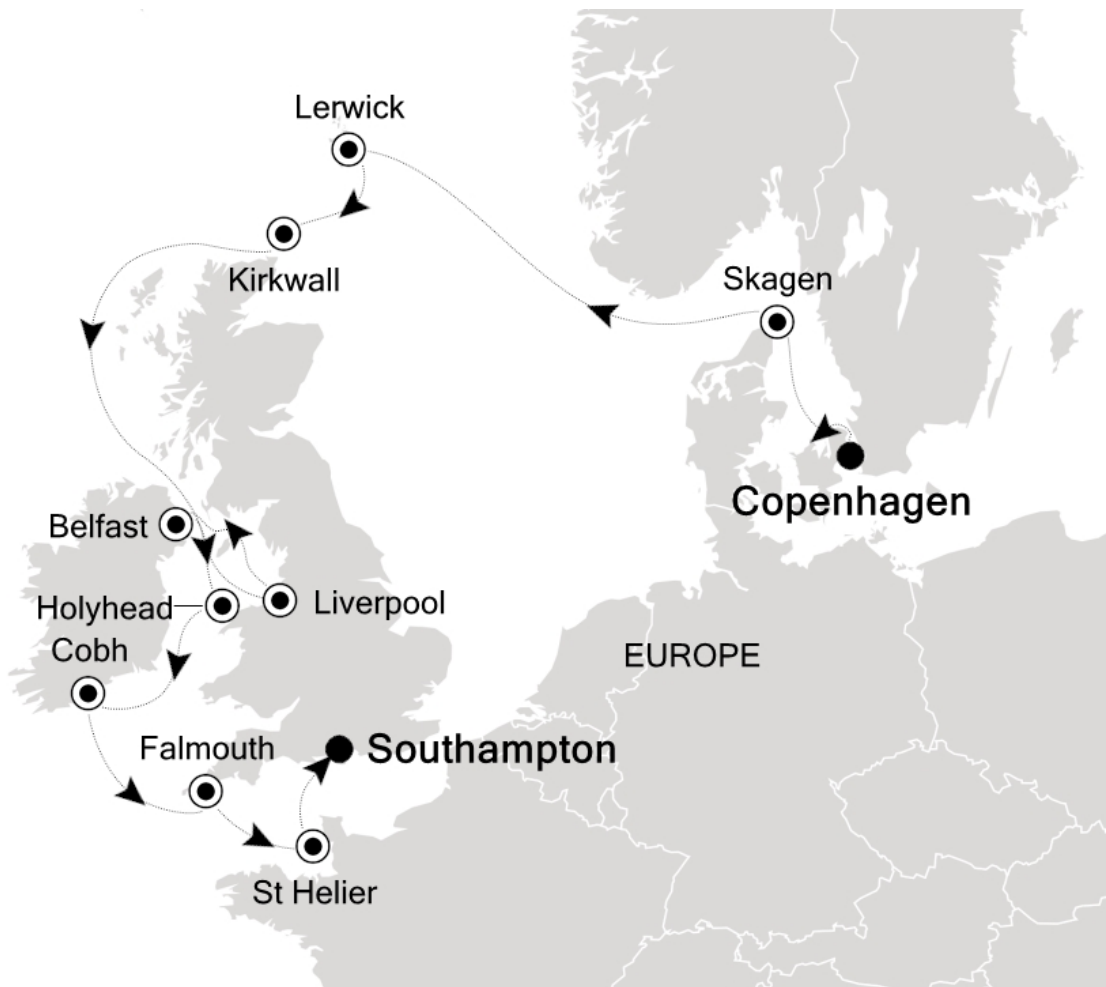 Lerwick
Kirkwall
Skagen
Copenhagen
Belfast
Holyhead
Liverpool
Cobh
EUROPE
Falmouth
Southampton
St Helier